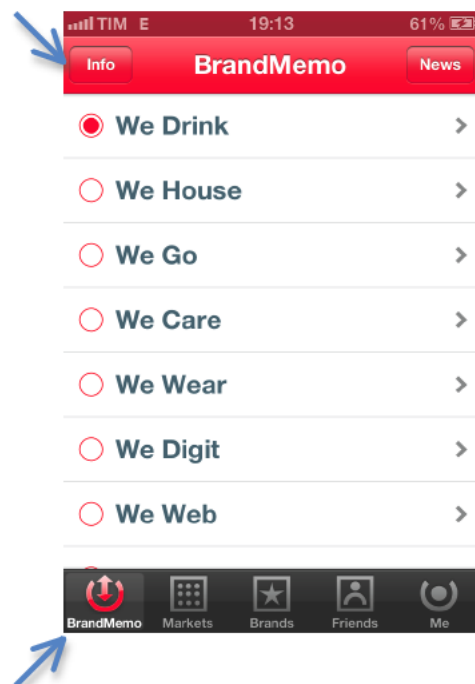 TIM E 19:13 61%
Info BrandMemo News
We Drink
We House
We Go
We Care
We Wear
We Digit
We Web
BrandMemo Markets Brands Friends Me